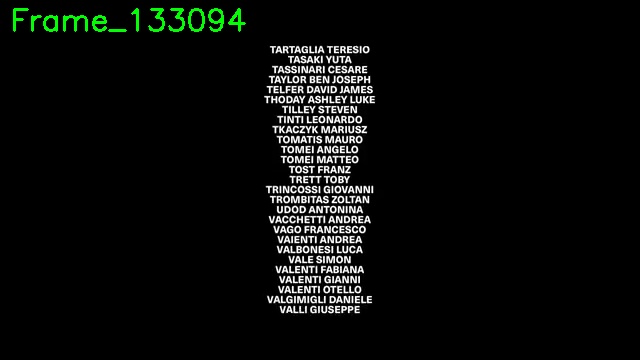 Frame_133094
TARTAGLIA TERESIO
TASAKI YUTA
TASSINARI CESARE
TAYLOR BEN JOSEPH
TELFER DAVID JAMES
THODAY ASHLEY LUKE
TILLEY STEVEN
TINTI LEONARDO
TKACZYK MARIUSZ
TOMATIS MAURO
TOMEI ANGELO
TOMEI MATTEO
TOST FRANZ
TRETT TOBY
TRINCOSSI GIOVANNI
TROMBITAS ZOLTAN
UDOD ANTONINA
VACCHETTI ANDREA
VAGO FRANCESCO
VAIENTI ANDREA
VALBONESI LUCA
VALE SIMON
VALENTI FABIANA
VALENTI GIANNI
VALENTI OTELLO
VALGIMIGLI DANIELE
VALLI GIUSEPPE